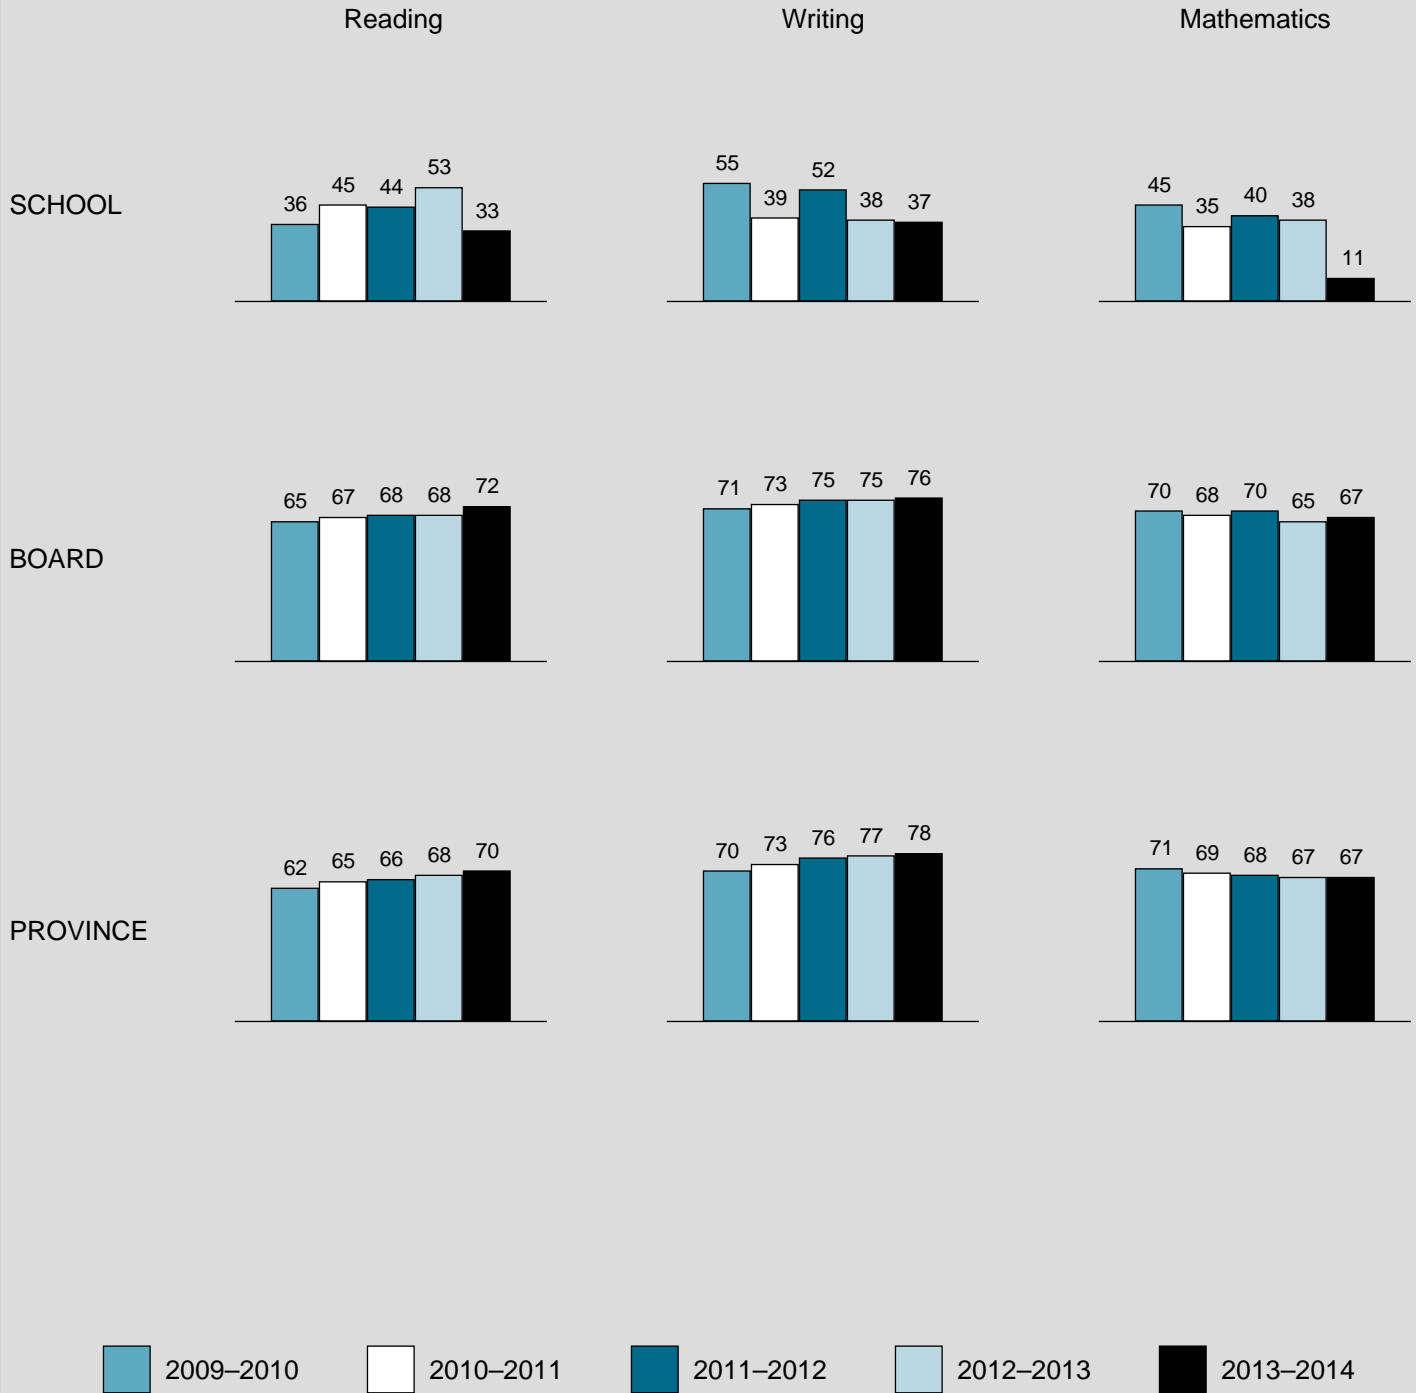 Reading Writing Mathematics
SCHOOL
36 45 44 53 33
55 39 52 38 37
45 35 40 38 11
BOARD
65 67 68 68 72
71 73 75 75 76
70 68 70 65 67
PROVINCE
62 65 66 68 70
70 73 76 77 78
71 69 68 67 67
2009–2010 2010–2011 2011–2012 2012–2013 2013–2014